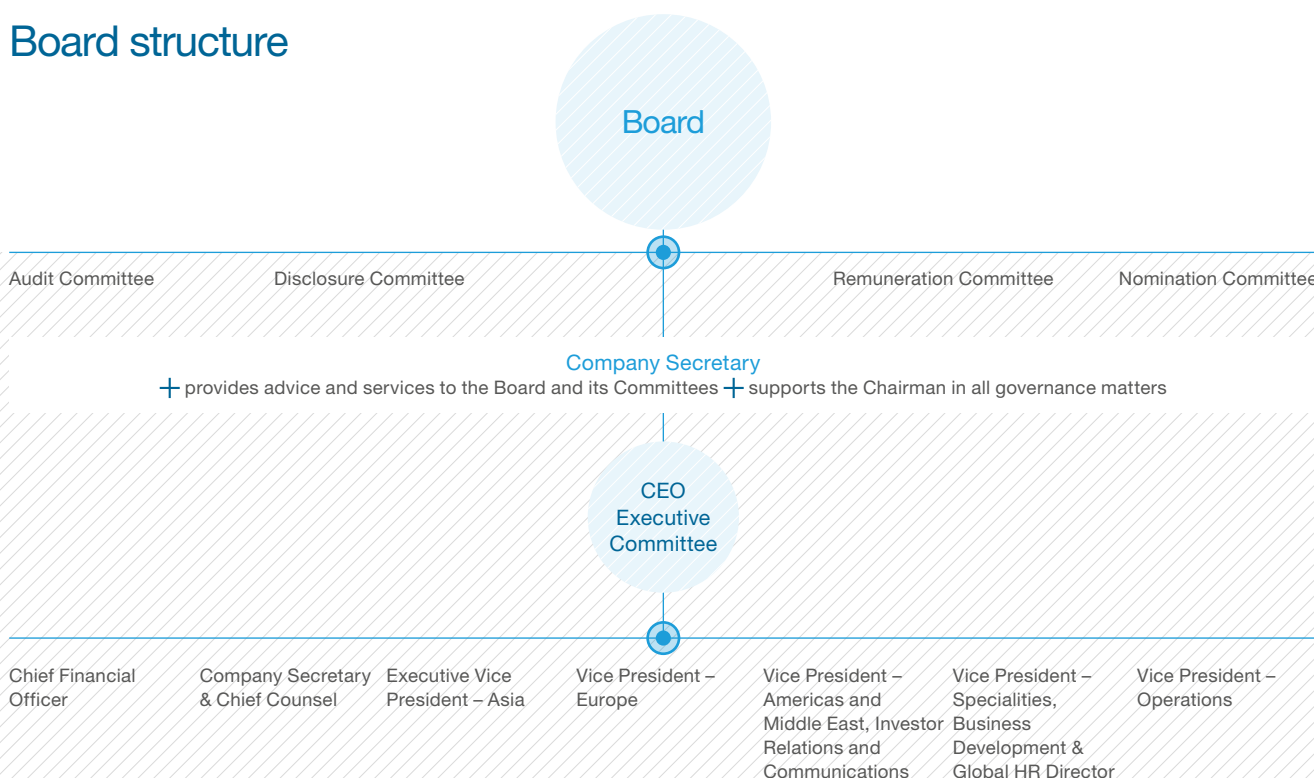 Board structure
Board
Audit Committee
Disclosure Committee
Remuneration Committee
Nomination Committee
Company Secretary
+ provides advice and services to the Board and its Committees + supports the Chairman in all governance matters
CEO
Executive
Committee
Chief Financial
Officer
Company Secretary
& Chief Counsel
Executive Vice
President – Asia
Vice President –
Europe
Vice President –
Americas and
Middle East, Investor
Relations and
Communications
Vice President –
Specialities,
Business
Development &
Global HR Director
Vice President –
Operations